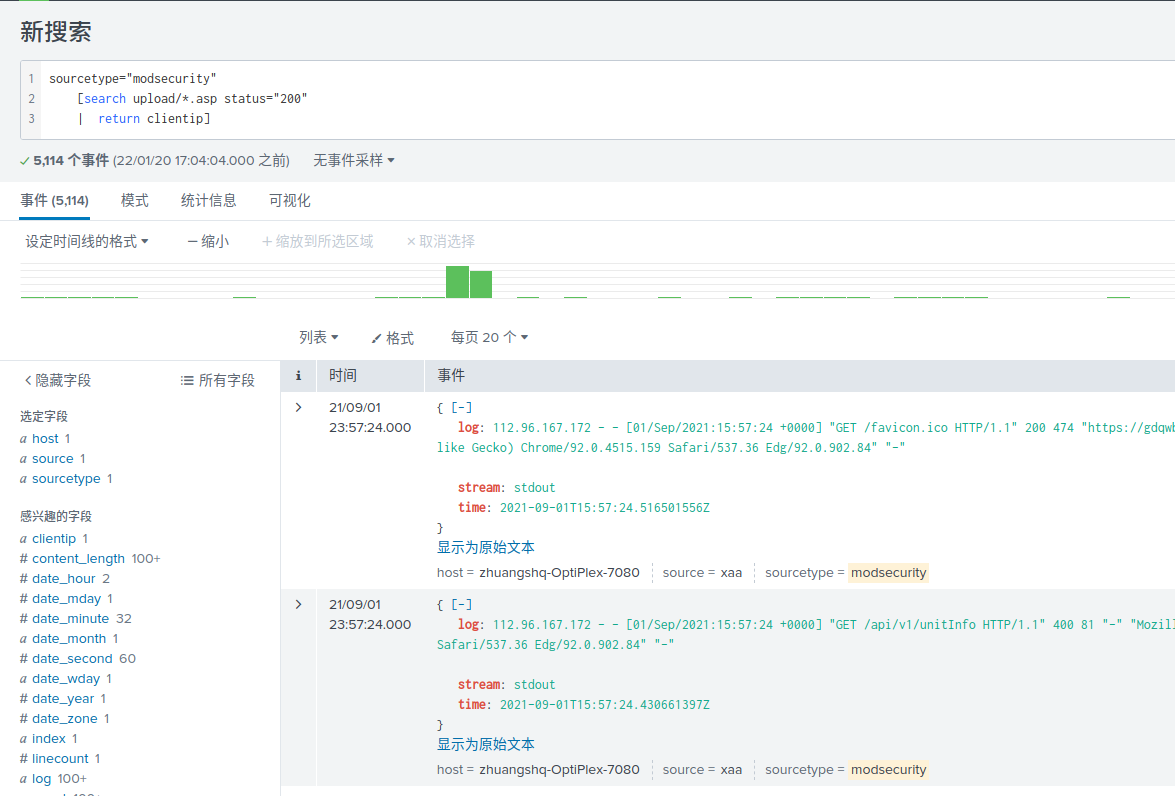 新搜索
1 sourcetype="modsecurity"
2 [search upload/*.asp status="200"
3 | return clientip]
✓ 5,114 个事件 (22/01/20 17:04:04.000 之前) 无事件采样
事件 (5,114) 模式 统计信息 可视化
设定时间线的格式 — 缩小 + 缩放到所选区域 × 取消选择
列表 格式 每页 20 个
< 隐藏字段 所有字段
i 时间 事件
选定字段
a host 1
a source 1
a sourcetype 1
感兴趣的字段
a clientip 1
# content_length 100+
# date_hour 2
# date_mday 1
# date_minute 32
a date_month 1
# date_second 60
a date_wday 1
# date_year 1
# date_zone 1
a index 1
# linecount 1
a log 100+
> 21/09/01 23:57:24.000
{ [-]
log: 112.96.167.172 - - [01/Sep/2021:15:57:24 +0000] "GET /favicon.ico HTTP/1.1" 200 474 "https://gdqwb
like Gecko) Chrome/92.0.4515.159 Safari/537.36 Edg/92.0.902.84" "-"
stream: stdout
time: 2021-09-01T15:57:24.516501556Z
}
显示为原始文本
host = zhuangshq-OptiPlex-7080 source = xaa sourcetype = modsecurity
> 21/09/01 23:57:24.000
{ [-]
log: 112.96.167.172 - - [01/Sep/2021:15:57:24 +0000] "GET /api/v1/unitInfo HTTP/1.1" 400 81 "-" "Mozill
Safari/537.36 Edg/92.0.902.84" "-"
stream: stdout
time: 2021-09-01T15:57:24.430661397Z
}
显示为原始文本
host = zhuangshq-OptiPlex-7080 source = xaa sourcetype = modsecurity